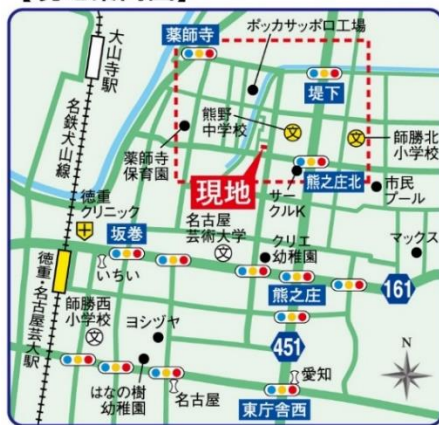 ポッカサッポロ工場
薬師寺
大山寺駅
堤下
熊野
中学校
師勝北
小学校
名鉄犬山線
薬師寺
保育園
現地
熊之庄北
サー
クルK
市民
プール
徳重
クリニック
坂巻
名古屋
芸術大学
クリエ
幼稚園
マックス
徳重・名古屋芸大駅
いちい
熊之庄
161
師勝西
小学校
ヨシヅヤ
451
N
はなの樹
幼稚園
名古屋
愛知
東庁舎西